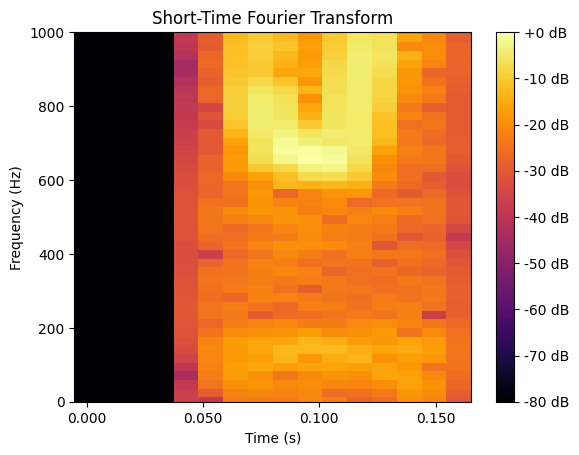 Short-Time Fourier Transform
1000
800
600
400
200
0
Frequency (Hz)
0.000
0.050
0.100
0.150
Time (s)
+0 dB
-10 dB
-20 dB
-30 dB
-40 dB
-50 dB
-60 dB
-70 dB
-80 dB